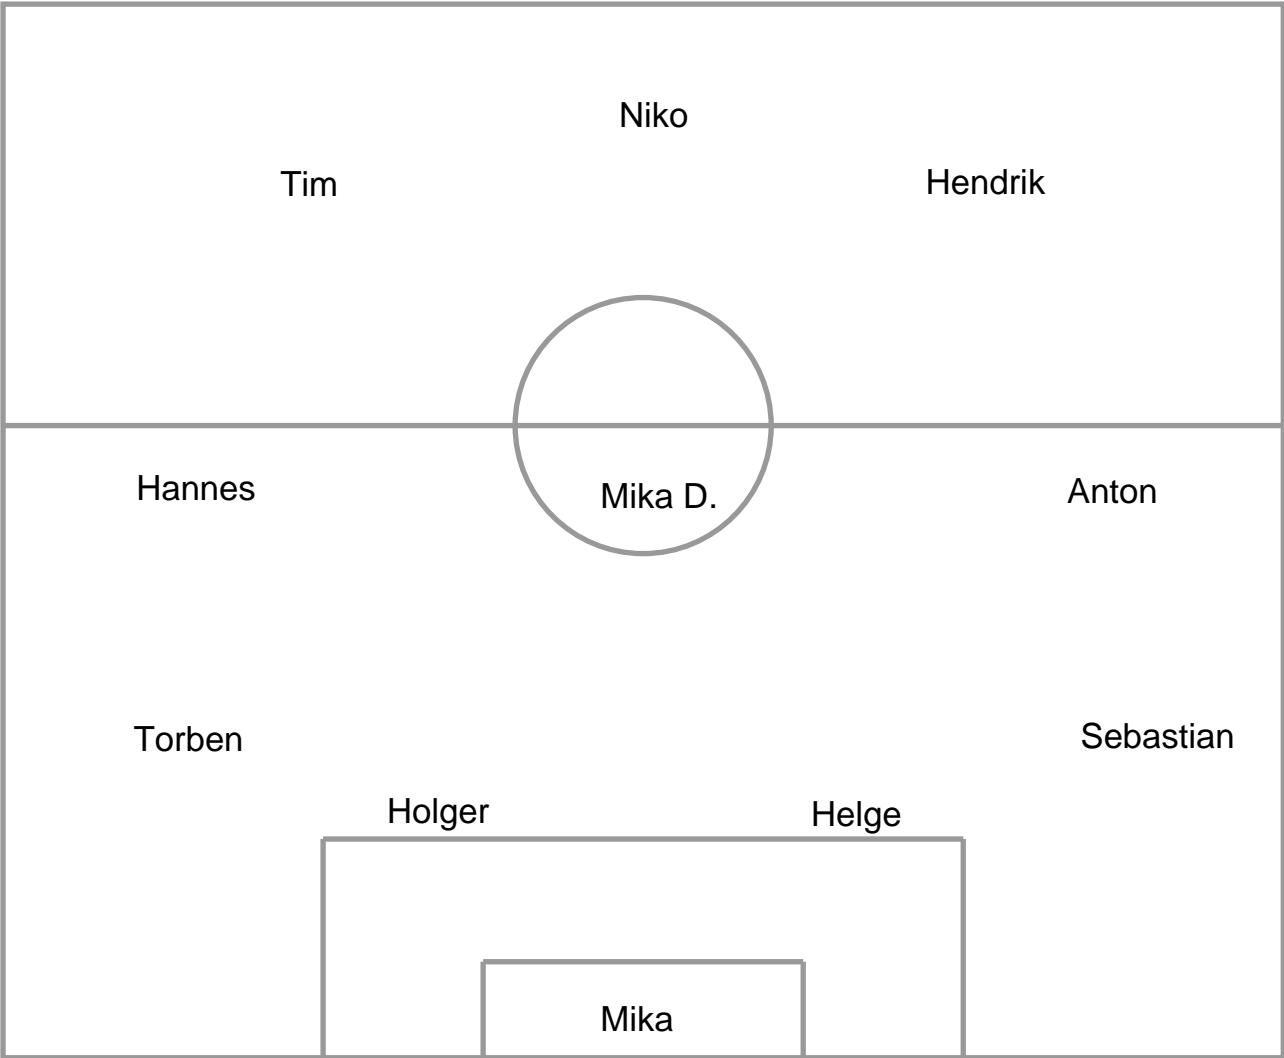 Niko
Tim
Hendrik
Hannes
Mika D.
Anton
Torben
Sebastian
Holger
Helge
Mika